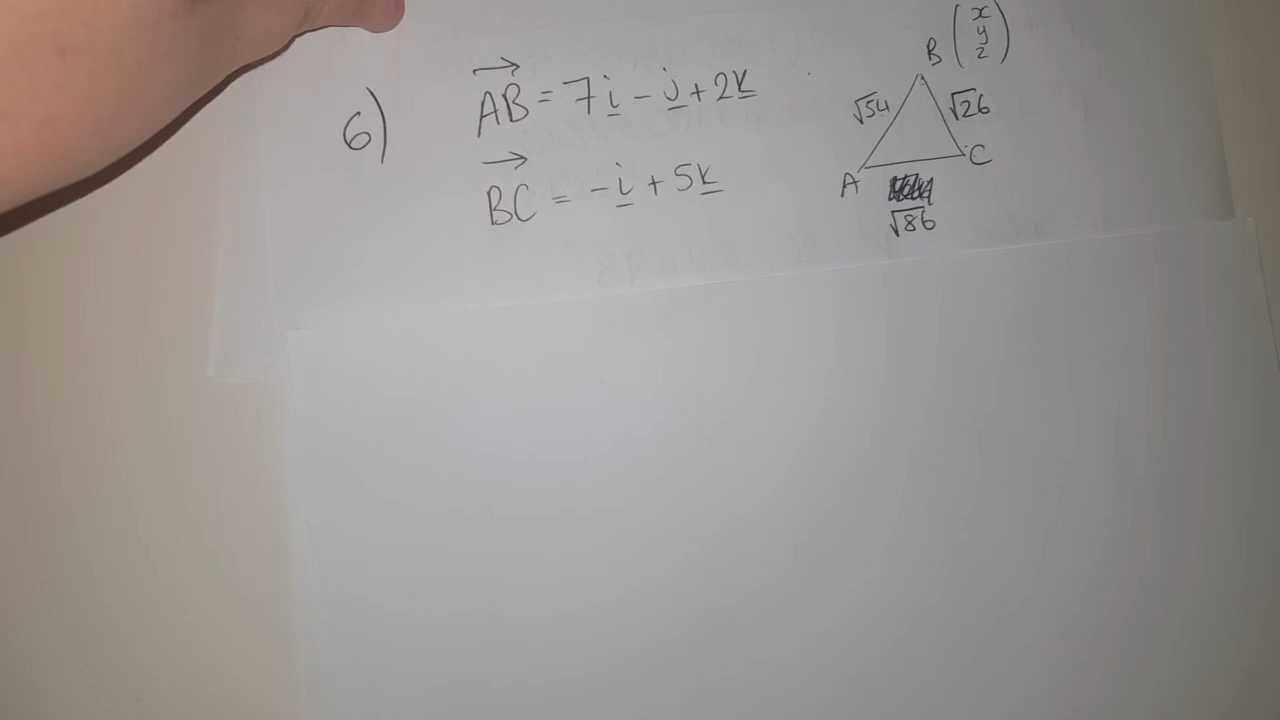 6)
AB = 7i - j + 2k
BC = -i + 5k
B (x y z)
√54
√26
A
C
√86